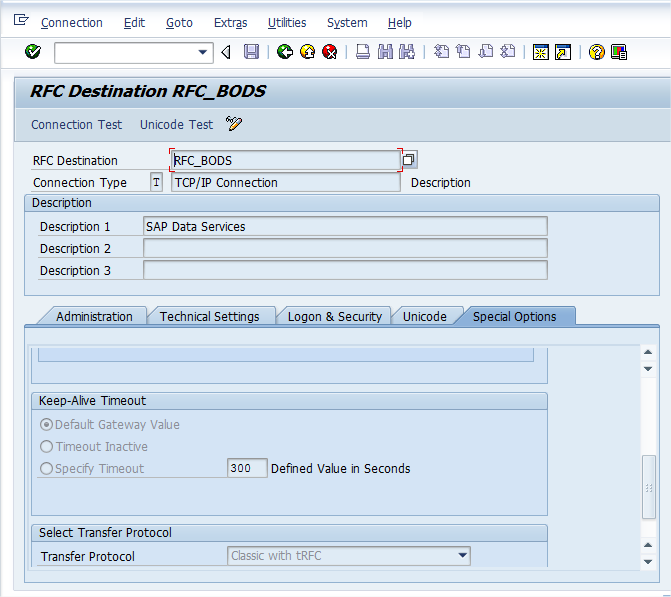 Connection Edit Goto Extras Utilities System Help
RFC Destination RFC_BODS
Connection Test Unicode Test
RFC Destination RFC_BODS
Connection Type T TCP/IP Connection Description
Description
Description 1 SAP Data Services
Description 2
Description 3
Administration Technical Settings Logon & Security Unicode Special Options
Keep-Alive Timeout
Default Gateway Value
Timeout Inactive
Specify Timeout 300 Defined Value in Seconds
Select Transfer Protocol
Transfer Protocol Classic with tRFC